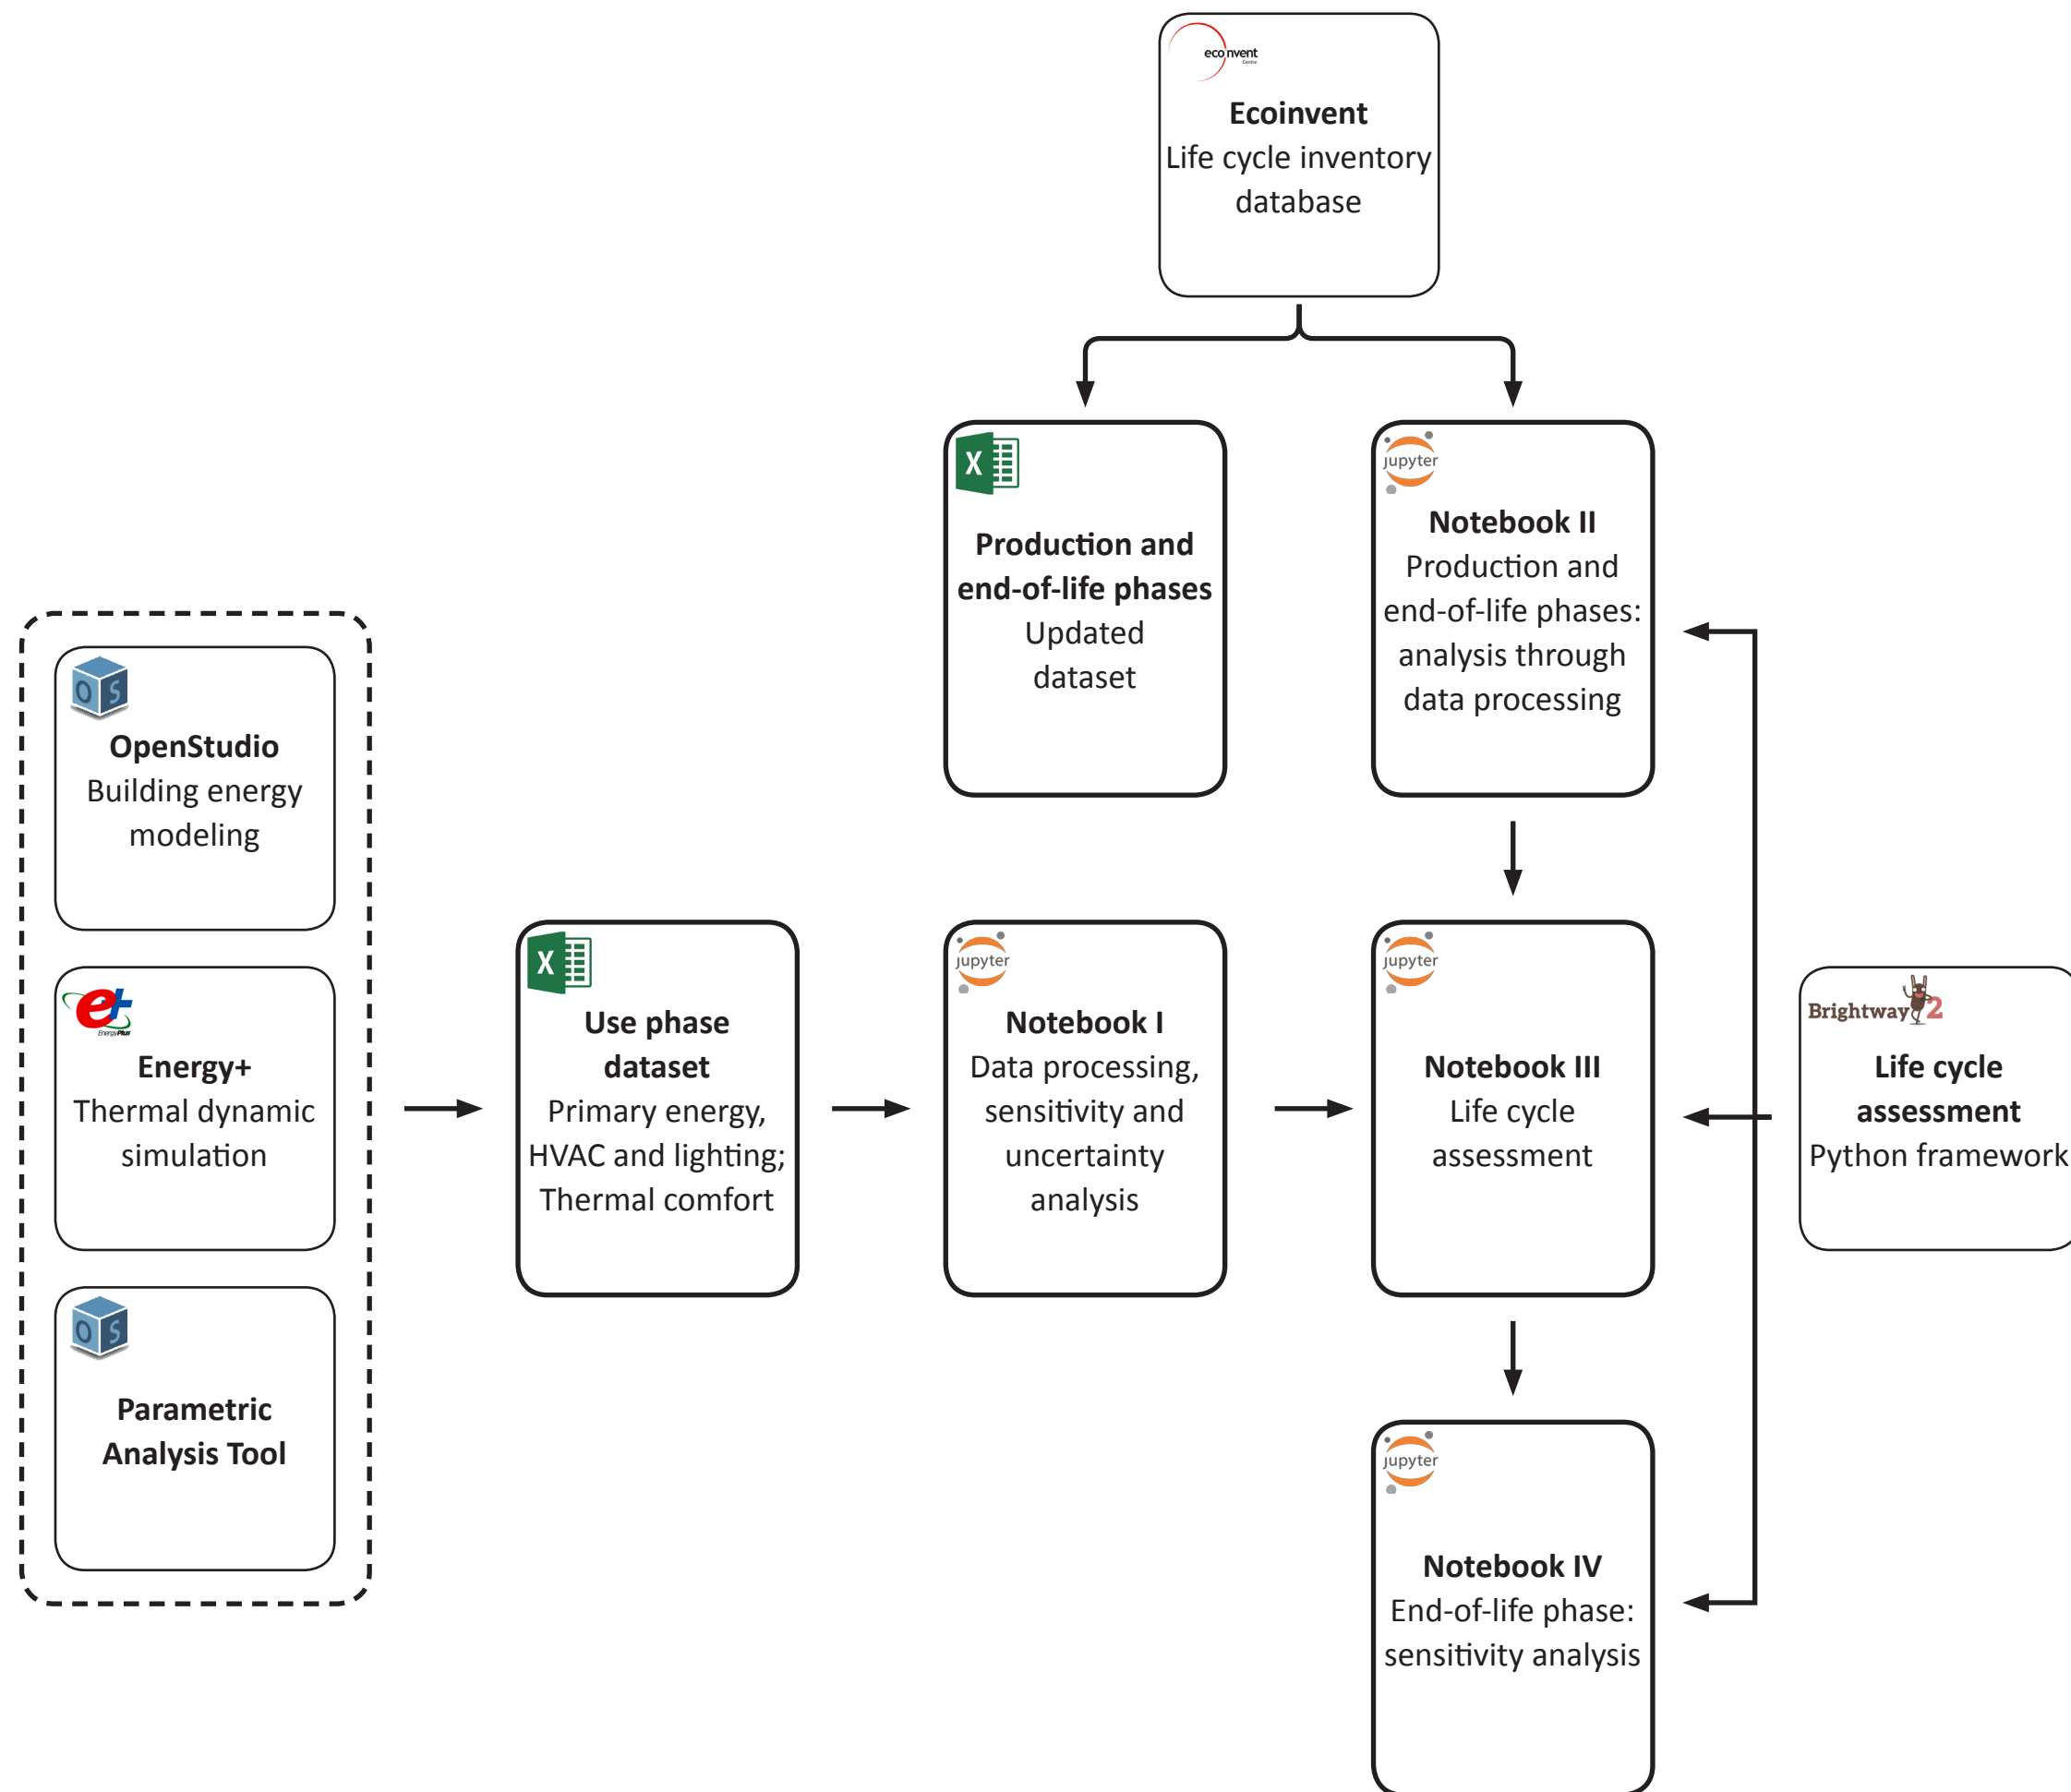 ecoinvent
Centre
Ecoinvent
Life cycle inventory
database
X
Production and
end-of-life phases
Updated
dataset
jupyter
Notebook II
Production and
end-of-life phases:
analysis through
data processing
OS
OpenStudio
Building energy
modeling
e+
EnergyPlus
Energy+
Thermal dynamic
simulation
OS
Parametric
Analysis Tool
X
Use phase
dataset
Primary energy,
HVAC and lighting;
Thermal comfort
jupyter
Notebook I
Data processing,
sensitivity and
uncertainty
analysis
jupyter
Notebook III
Life cycle
assessment
Brightway2
Life cycle
assessment
Python framework
jupyter
Notebook IV
End-of-life phase:
sensitivity analysis